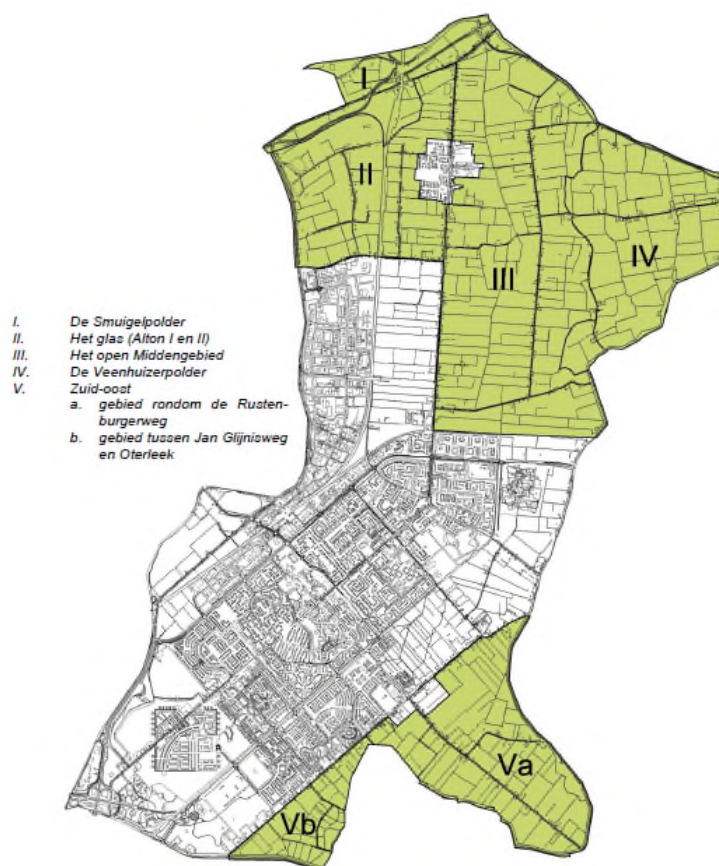 I
II
III
IV
I. De Smuigelpolder
II. Het glas (Alton I en II)
III. Het open Middengebied
IV. De Veenhuizerpolder
V. Zuid-oost
a. gebied rondom de Rusten-
burgerweg
b. gebied tussen Jan Glijnisweg
en Oterleek
Va
Vb